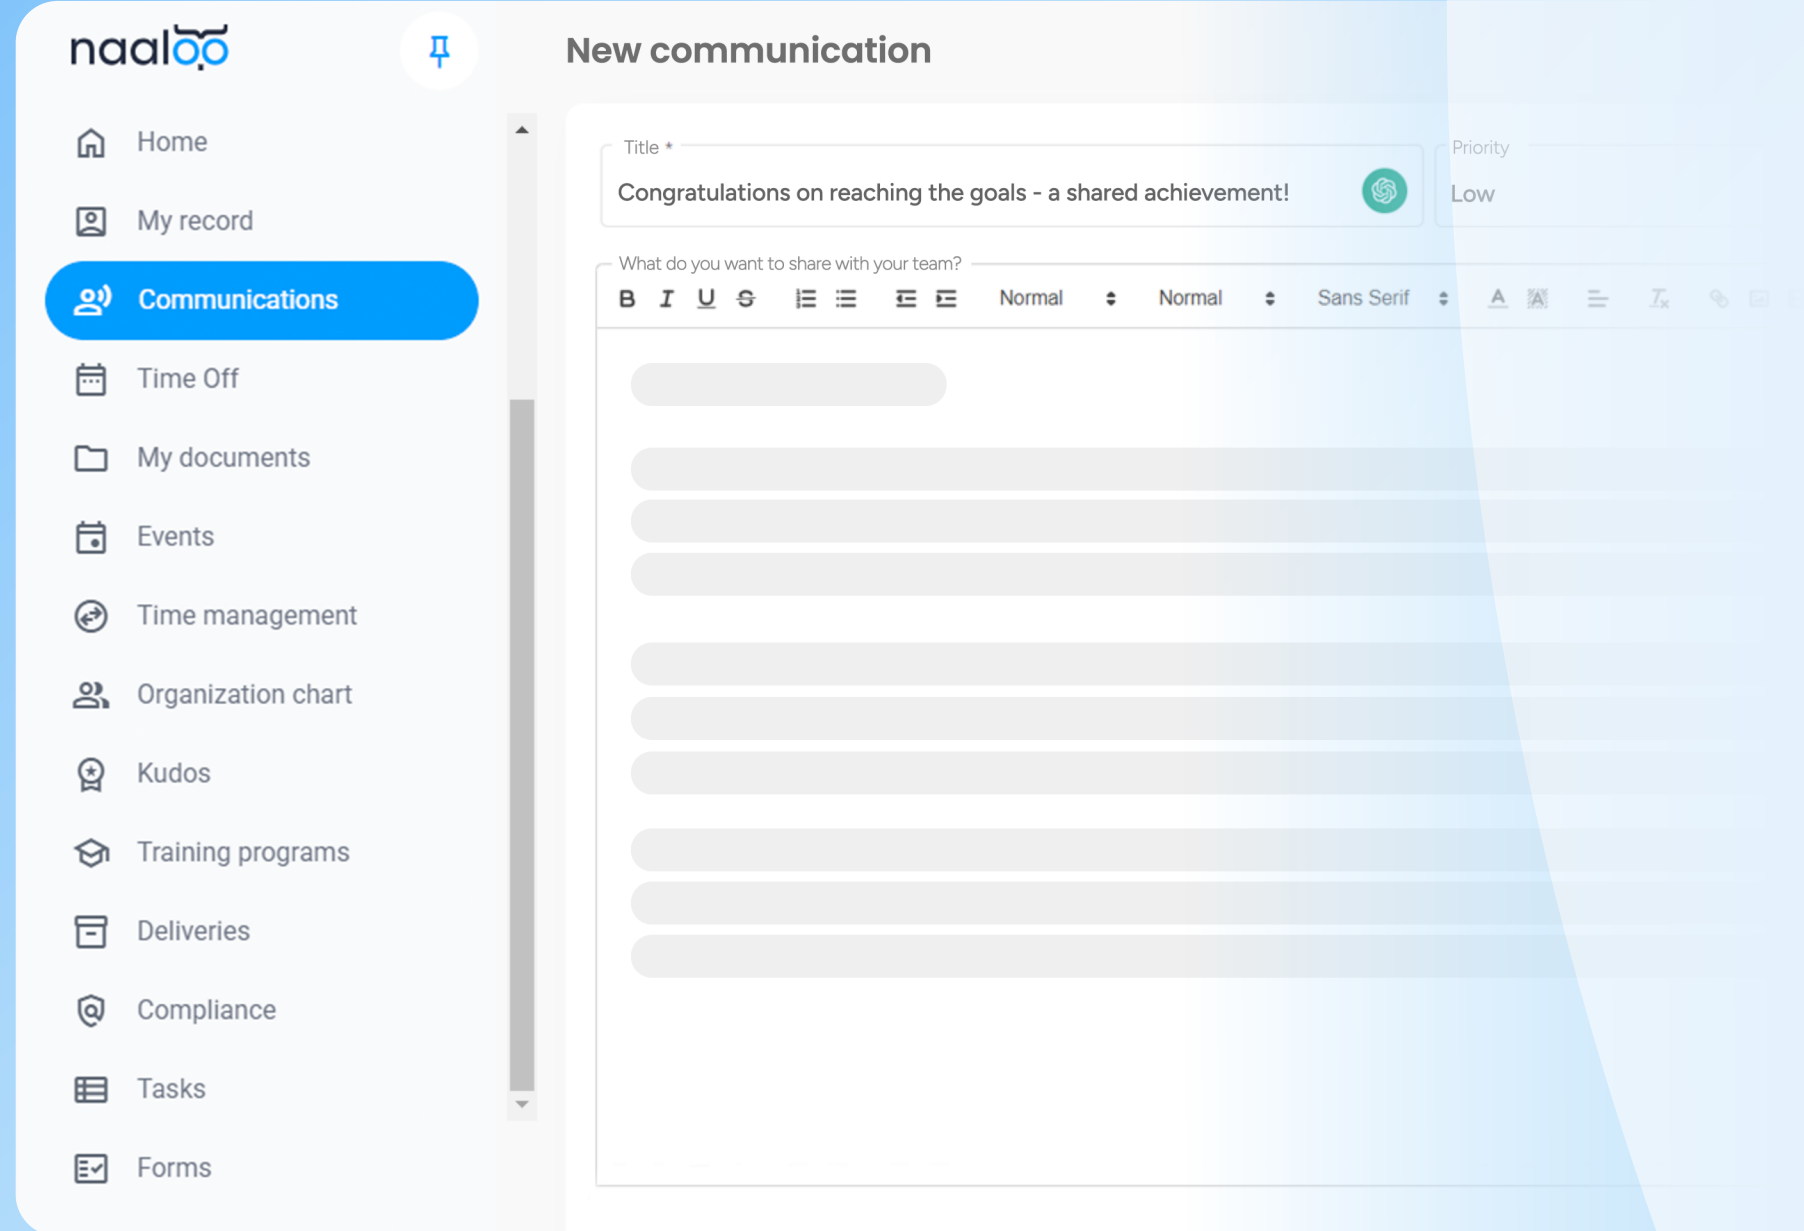 naaloo
Home
My record
Communications
Time Off
My documents
Events
Time management
Organization chart
Kudos
Training programs
Deliveries
Compliance
Tasks
Forms
New communication
Title *
Congratulations on reaching the goals - a shared achievement!
Priority
Low
What do you want to share with your team?
B I U S Normal Normal Sans Serif A A Tx